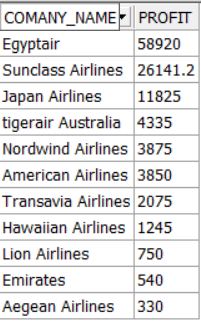 COMANY_NAME PROFIT
Egyptair 58920
Sunclass Airlines 26141.2
Japan Airlines 11825
tigerair Australia 4335
Nordwind Airlines 3875
American Airlines 3850
Transavia Airlines 2075
Hawaiian Airlines 1245
Lion Airlines 750
Emirates 540
Aegean Airlines 330